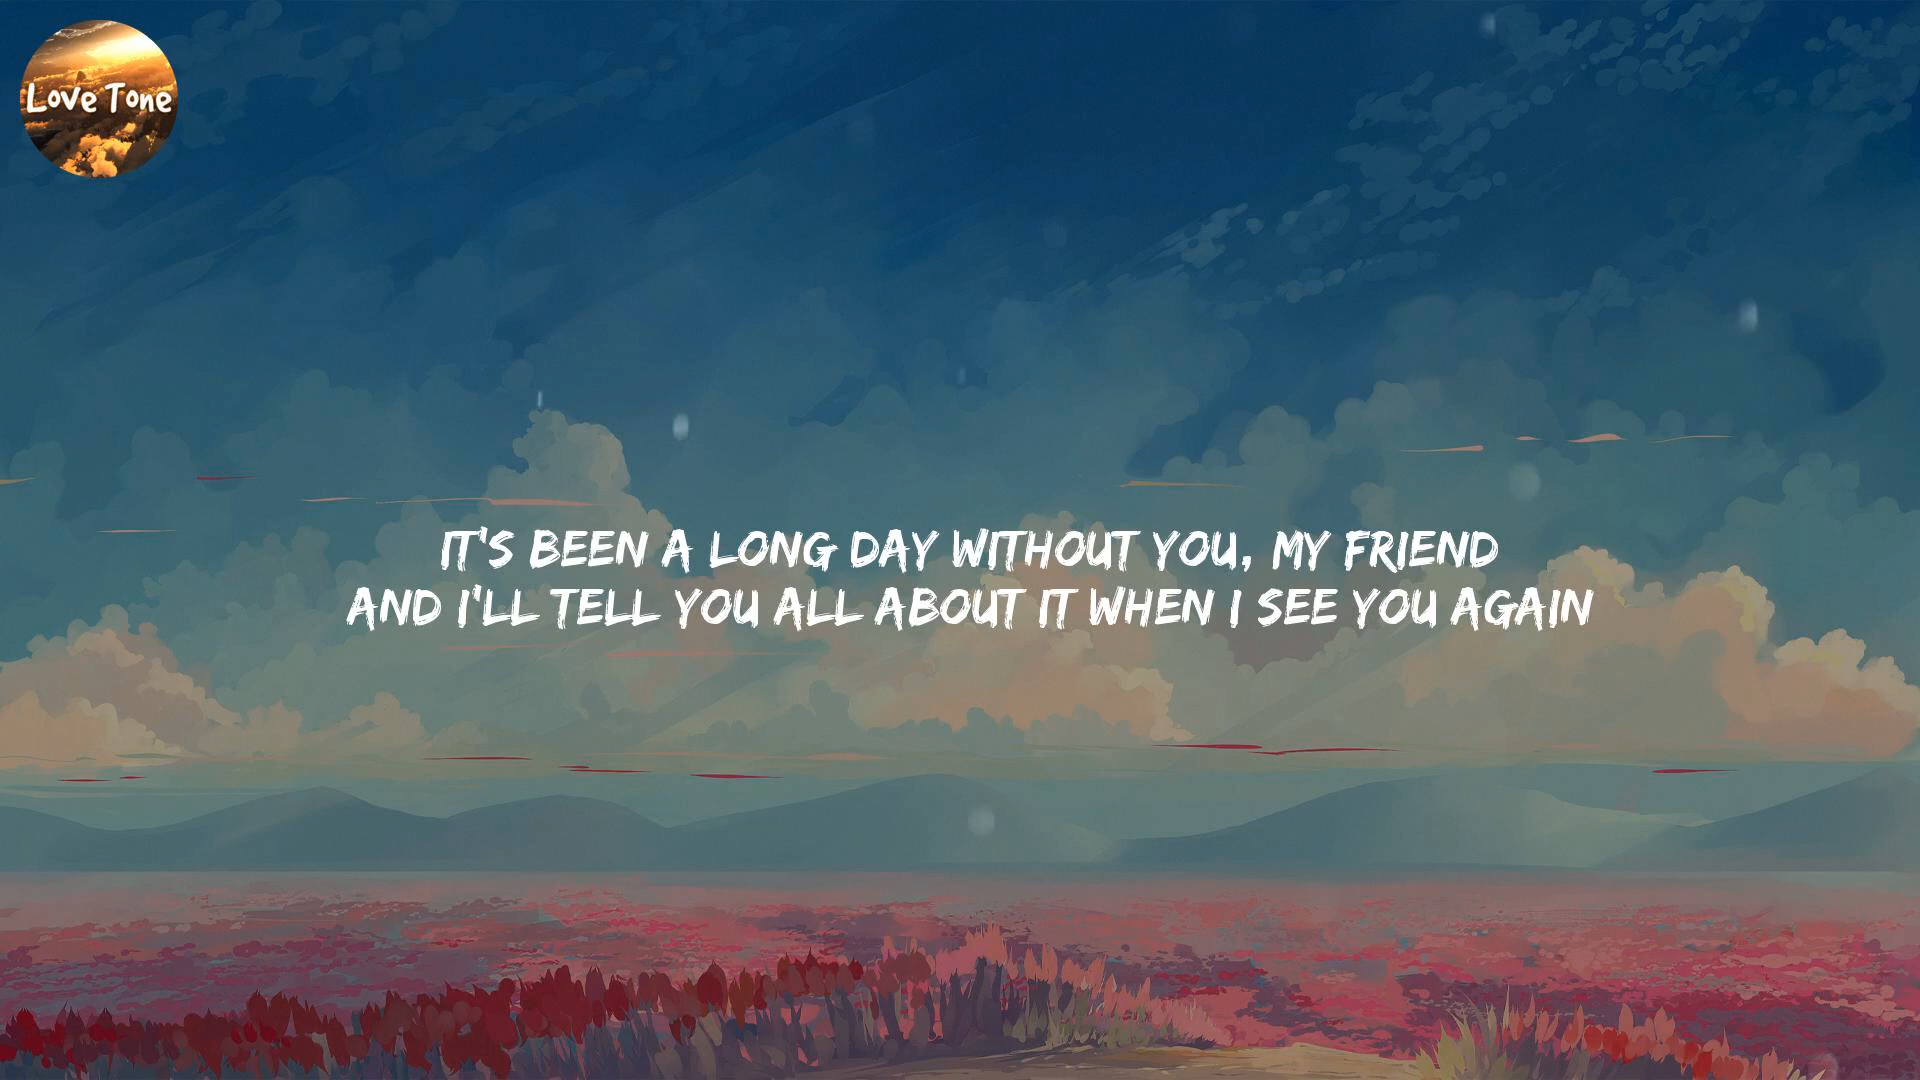 Love Tone
IT'S BEEN A LONG DAY WITHOUT YOU, MY FRIEND
AND I'LL TELL YOU ALL ABOUT IT WHEN I SEE YOU AGAIN